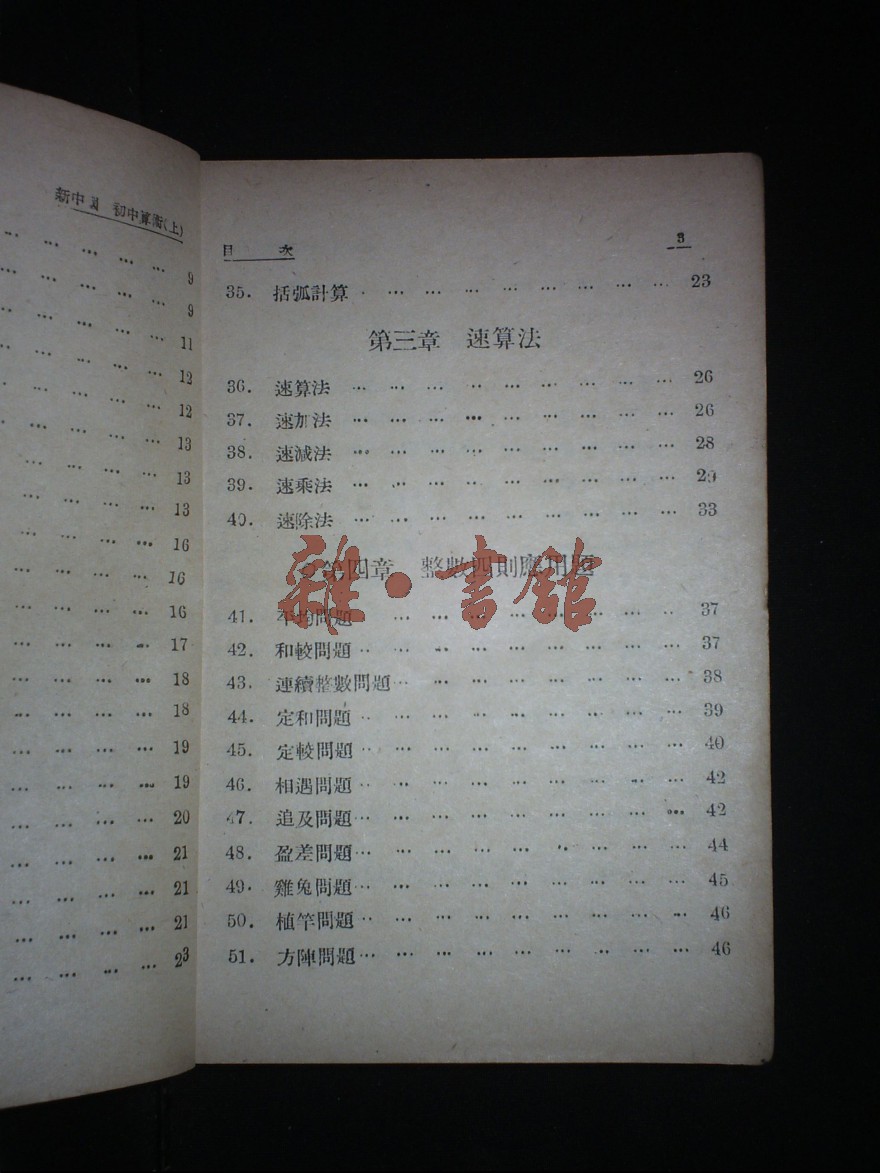 新中国 初中算術(上)
… … … … … 9
… … … … … 9
… … … … … 11
… … … … … 12
… … … … … 12
… … … … … 13
… … … … … 13
… … … … … 13
… … … … … 16
… … … … … 16
… … … … … 16
… … … … … 17
… … … … … 18
… … … … … 18
… … … … … 19
… … … … … 19
… … … … … 20
… … … … … 21
… … … … … 21
… … … … … 21
… … … … … 23
目 次 3
35. 括弧計算 … … … … … … … … 23
第三章 速算法
36. 速算法 … … … … … … … … … 26
37. 速加法 … … … … … … … … … 26
38. 速減法 … … … … … … … … … 28
39. 速乘法 … … … … … … … … … 29
40. 速除法 … … … … … … … … … 33
第四章 整數四則應用題
41. 平均問題 … … … … … … … … 37
42. 和較問題 … … … … … … … … … 37
43. 連續整數問題 … … … … … … … … 38
44. 定和問題 … … … … … … … … … 39
45. 定較問題 … … … … … … … … … 40
46. 相遇問題 … … … … … … … … … 42
47. 追及問題 … … … … … … … … … 42
48. 盈差問題 … … … … … … … … … 44
49. 雞兔問題 … … … … … … … … … 45
50. 植竿問題 … … … … … … … … … 46
51. 方陣問題 … … … … … … … … … 46
雜·書舘